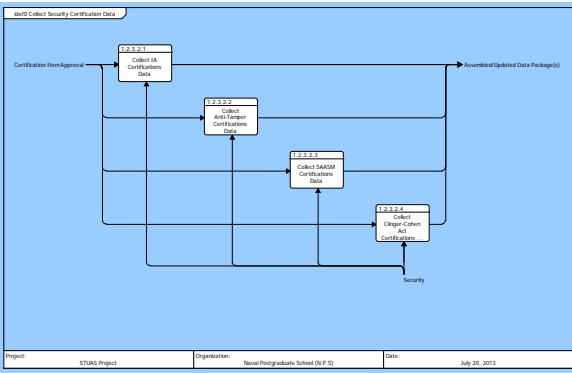 idef0 Collect Security Certification Data
1.2.3.2.1
Collect IA
Certifications
Data
Certification Item Approval
Assembled/Updated Data Package(s)
1.2.3.2.2
Collect
Anti-Tamper
Certifications
Data
1.2.3.2.3
Collect SAASM
Certifications
Data
1.2.3.2.4
Collect
Clinger-Cohen
Act
Certifications ...
Security
Project:
STUAS Project
Organization:
Naval Postgraduate School (N.P.S)
Date:
July 20, 2013